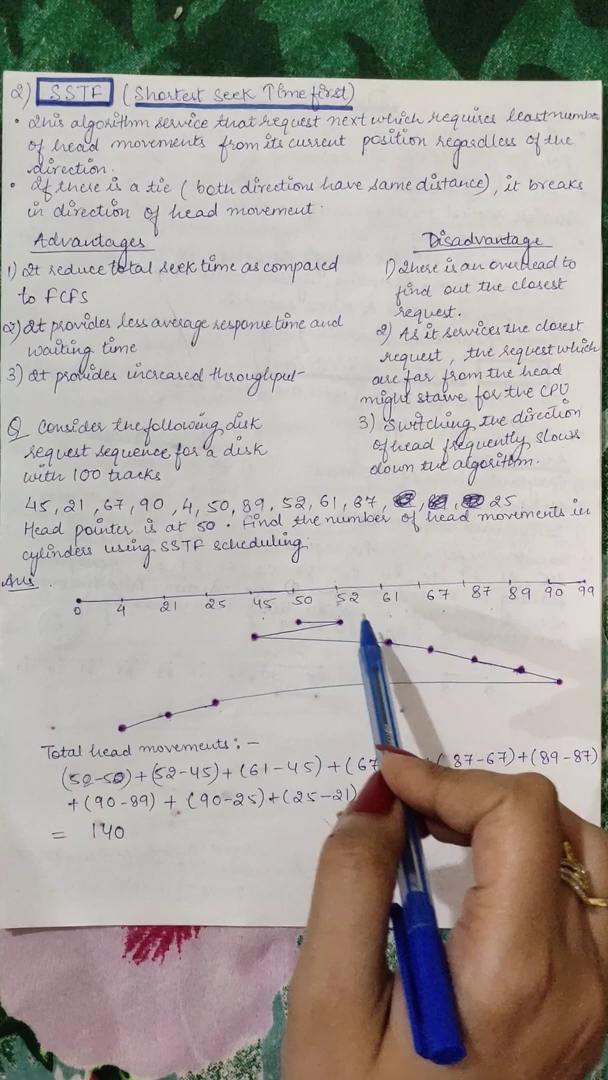 2) SSTF (Shortest Seek Time first)
• This algorithm service that request next which requires least number
of head movements from its current position regardless of the
direction.
• If there is a tie (both direction have same distance), it breaks
in direction of head movement.
Advantages
1) It reduce total seek time as compared
to FCFS
2) It provides less average response time and
waiting time
3) It provides increased throughput
Disadvantage
1) There is an overhead to
find out the closest
request.
2) As it services the closest
request, the request which
are far from the head
might starve for the CPU
3) Switching the direction
of head frequently slows
down the algorithm.
Q Consider the following disk
request sequence for a disk
with 100 tracks
45, 21, 67, 90, 4, 50, 89, 52, 61, 87, 25
Head pointer is at 50. Find the number of head movements in
cylinders using SSTF scheduling.
Ans
0 4 21 25 45 50 52 61 67 87 89 90 99
Total head movements :-
(52-50)+(52-45)+(61-45)+(67 (87-67)+(89-87)
+(90-89) + (90-25)+(25-21)
= 140